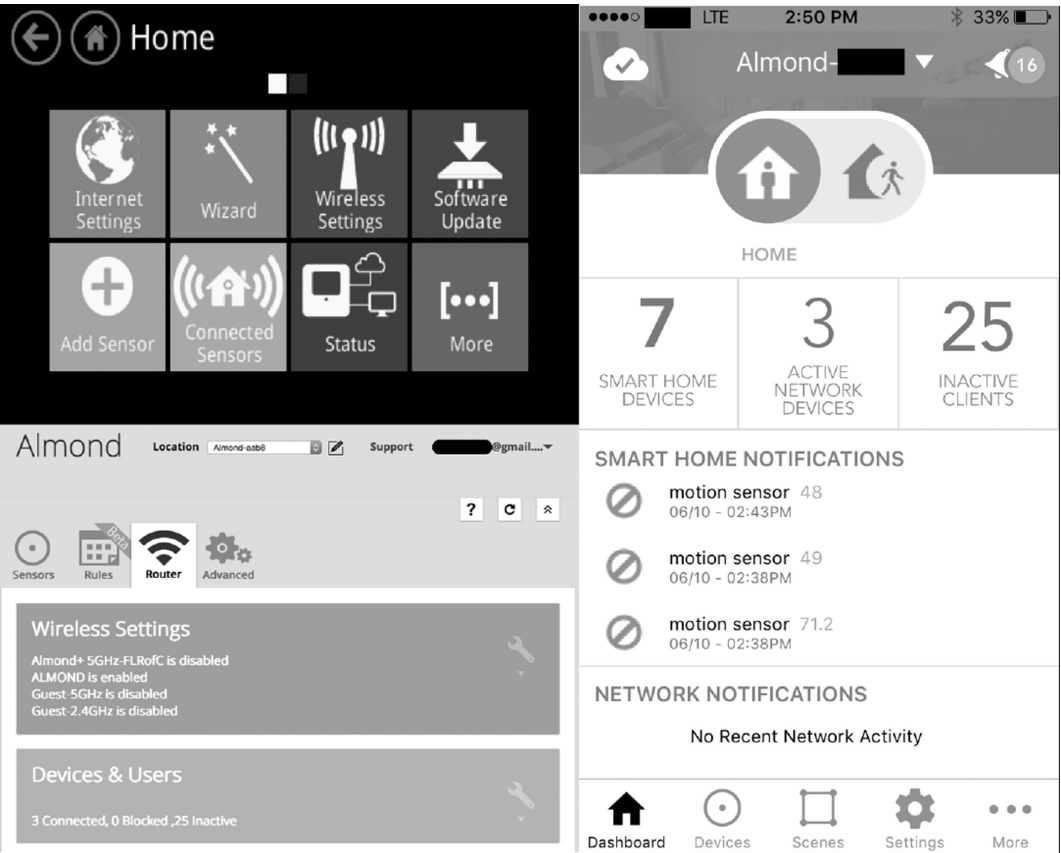 Home
Internet
Settings
Wizard
Wireless
Settings
Software
Update
Add Sensor
Connected
Sensors
Status
[•••]
More
Almond
Location
Almond-aab8
Support
@gmail....
?
Sensors
Beta
Rules
Router
Advanced
Wireless Settings
Almond+ 5GHz-FLRofC is disabled
ALMOND is enabled
Guest-5GHz is disabled
Guest-2.4GHz is disabled
Devices & Users
3 Connected, 0 Blocked ,25 Inactive
LTE 2:50 PM 33%
Almond-
16
HOME
7
SMART HOME
DEVICES
3
ACTIVE
NETWORK
DEVICES
25
INACTIVE
CLIENTS
SMART HOME NOTIFICATIONS
motion sensor 48
06/10 - 02:43PM
motion sensor 49
06/10 - 02:38PM
motion sensor 71.2
06/10 - 02:38PM
NETWORK NOTIFICATIONS
No Recent Network Activity
Dashboard
Devices
Scenes
Settings
More